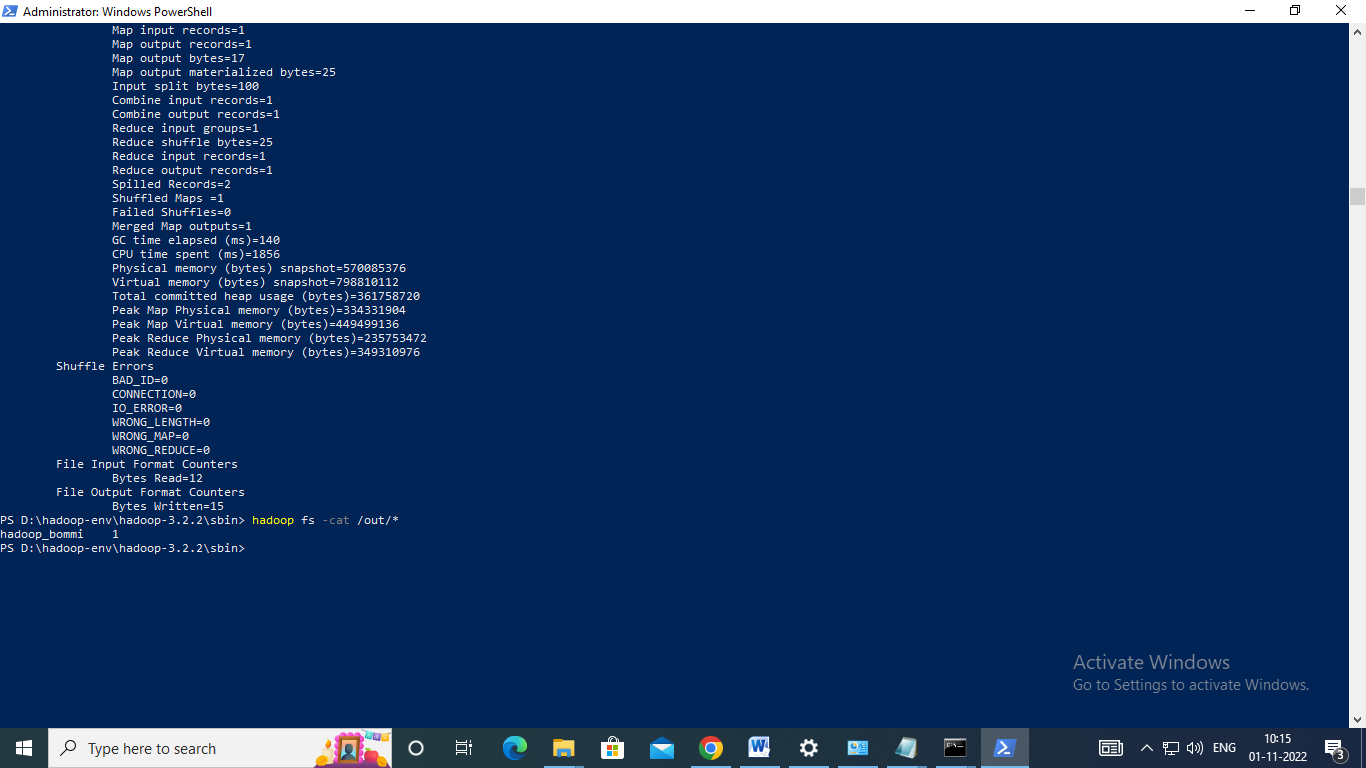 Administrator: Windows PowerShell
Map input records=1
Map output records=1
Map output bytes=17
Map output materialized bytes=25
Input split bytes=100
Combine input records=1
Combine output records=1
Reduce input groups=1
Reduce shuffle bytes=25
Reduce input records=1
Reduce output records=1
Spilled Records=2
Shuffled Maps =1
Failed Shuffles=0
Merged Map outputs=1
GC time elapsed (ms)=140
CPU time spent (ms)=1856
Physical memory (bytes) snapshot=570085376
Virtual memory (bytes) snapshot=798810112
Total committed heap usage (bytes)=361758720
Peak Map Physical memory (bytes)=334331904
Peak Map Virtual memory (bytes)=449499136
Peak Reduce Physical memory (bytes)=235753472
Peak Reduce Virtual memory (bytes)=349310976
Shuffle Errors
BAD_ID=0
CONNECTION=0
IO_ERROR=0
WRONG_LENGTH=0
WRONG_MAP=0
WRONG_REDUCE=0
File Input Format Counters
Bytes Read=12
File Output Format Counters
Bytes Written=15
PS D:\hadoop-env\hadoop-3.2.2\sbin> hadoop fs -cat /out/*
hadoop_bommi    1
PS D:\hadoop-env\hadoop-3.2.2\sbin>
Activate Windows
Go to Settings to activate Windows.
Type here to search
ENG
10:15
01-11-2022
3